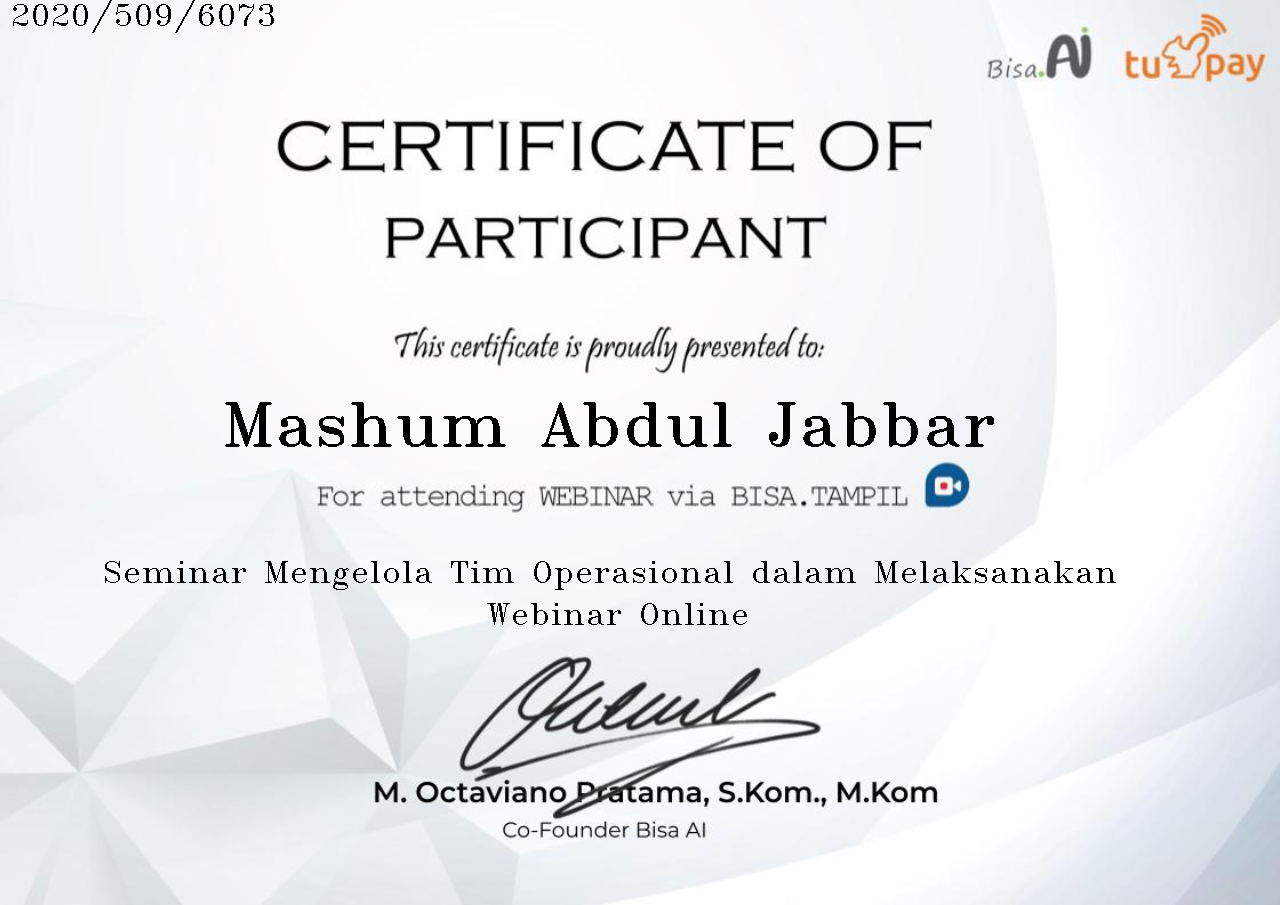 2020/509/6073
Bisa.AI tupay
CERTIFICATE OF
PARTICIPANT
This certificate is proudly presented to:
Mashum Abdul Jabbar
For attending WEBINAR via BISA.TAMPIL
Seminar Mengelola Tim Operasional dalam Melaksanakan
Webinar Online
M. Octaviano Pratama, S.Kom., M.Kom
Co-Founder Bisa AI